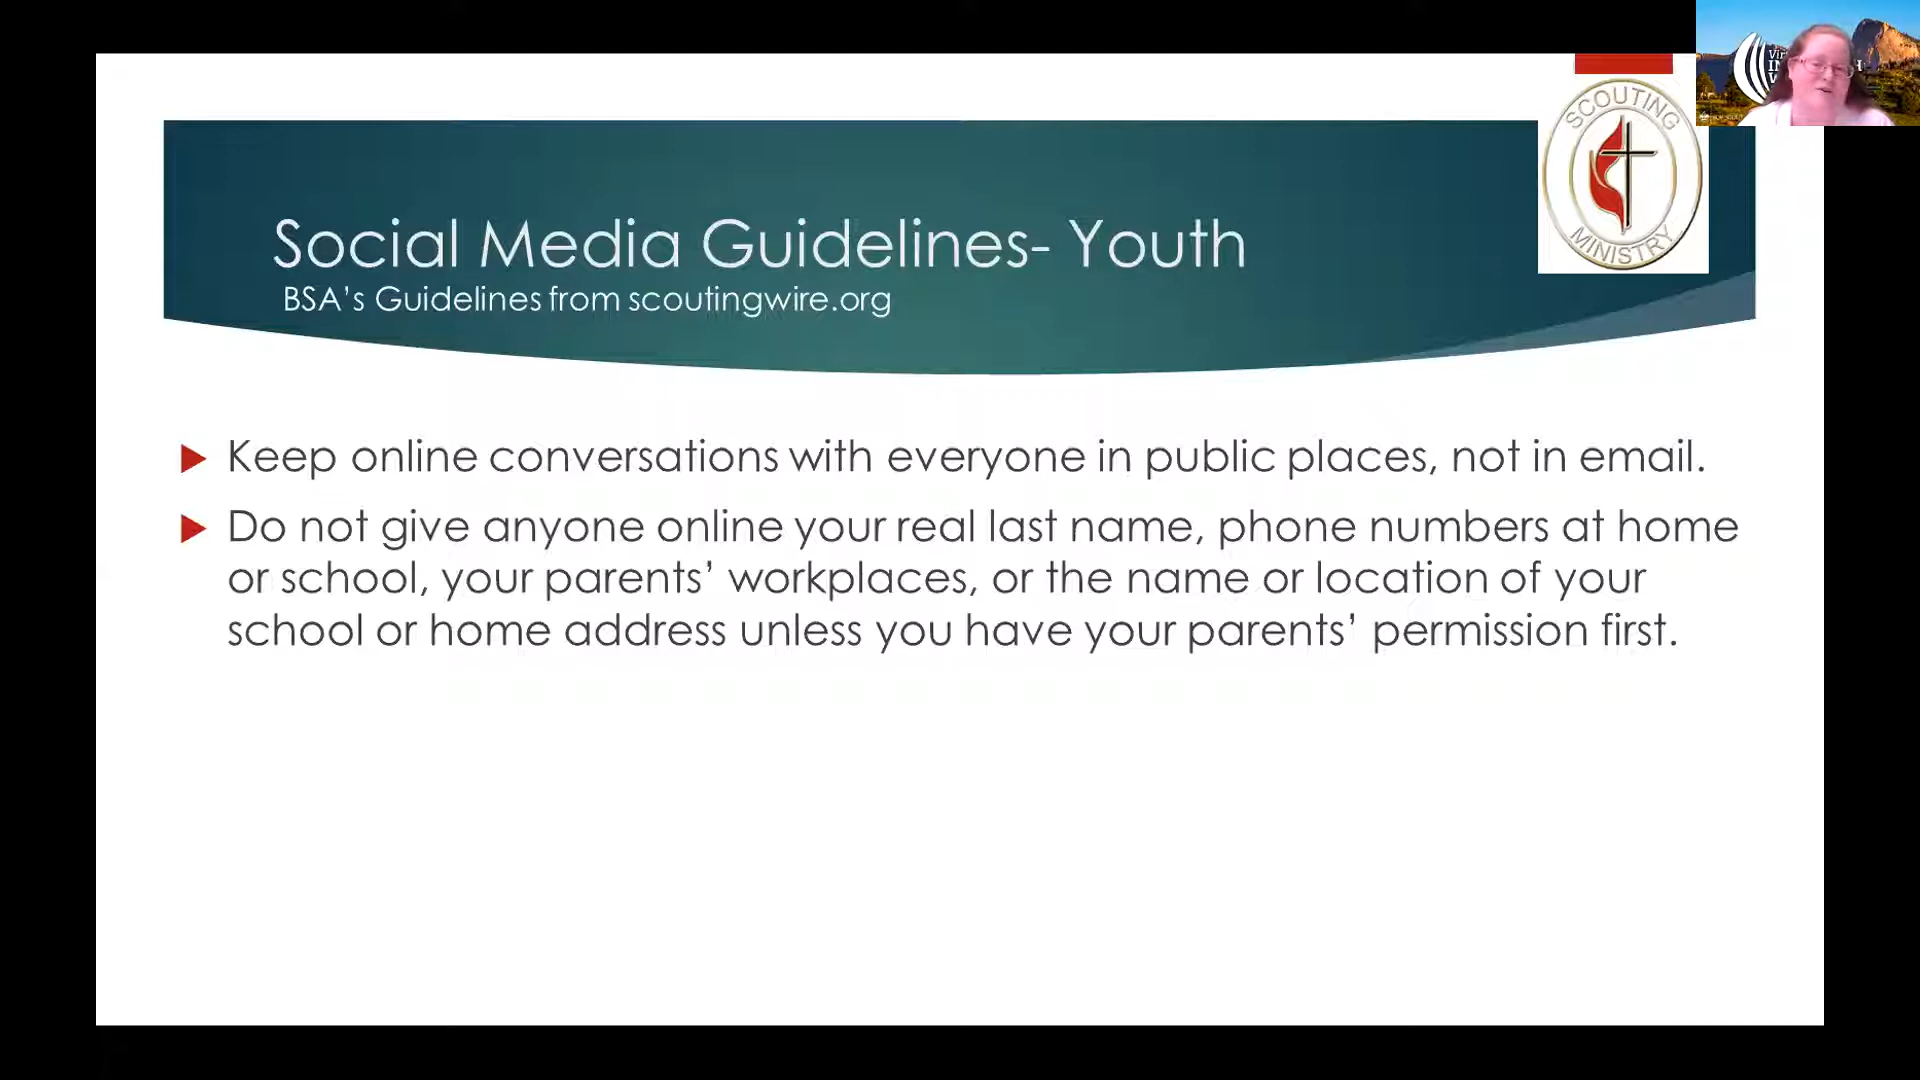 SCOUTING
MINISTRY
Social Media Guidelines- Youth
BSA's Guidelines from scoutingwire.org
Keep online conversations with everyone in public places, not in email.
Do not give anyone online your real last name, phone numbers at home
or school, your parents' workplaces, or the name or location of your
school or home address unless you have your parents' permission first.